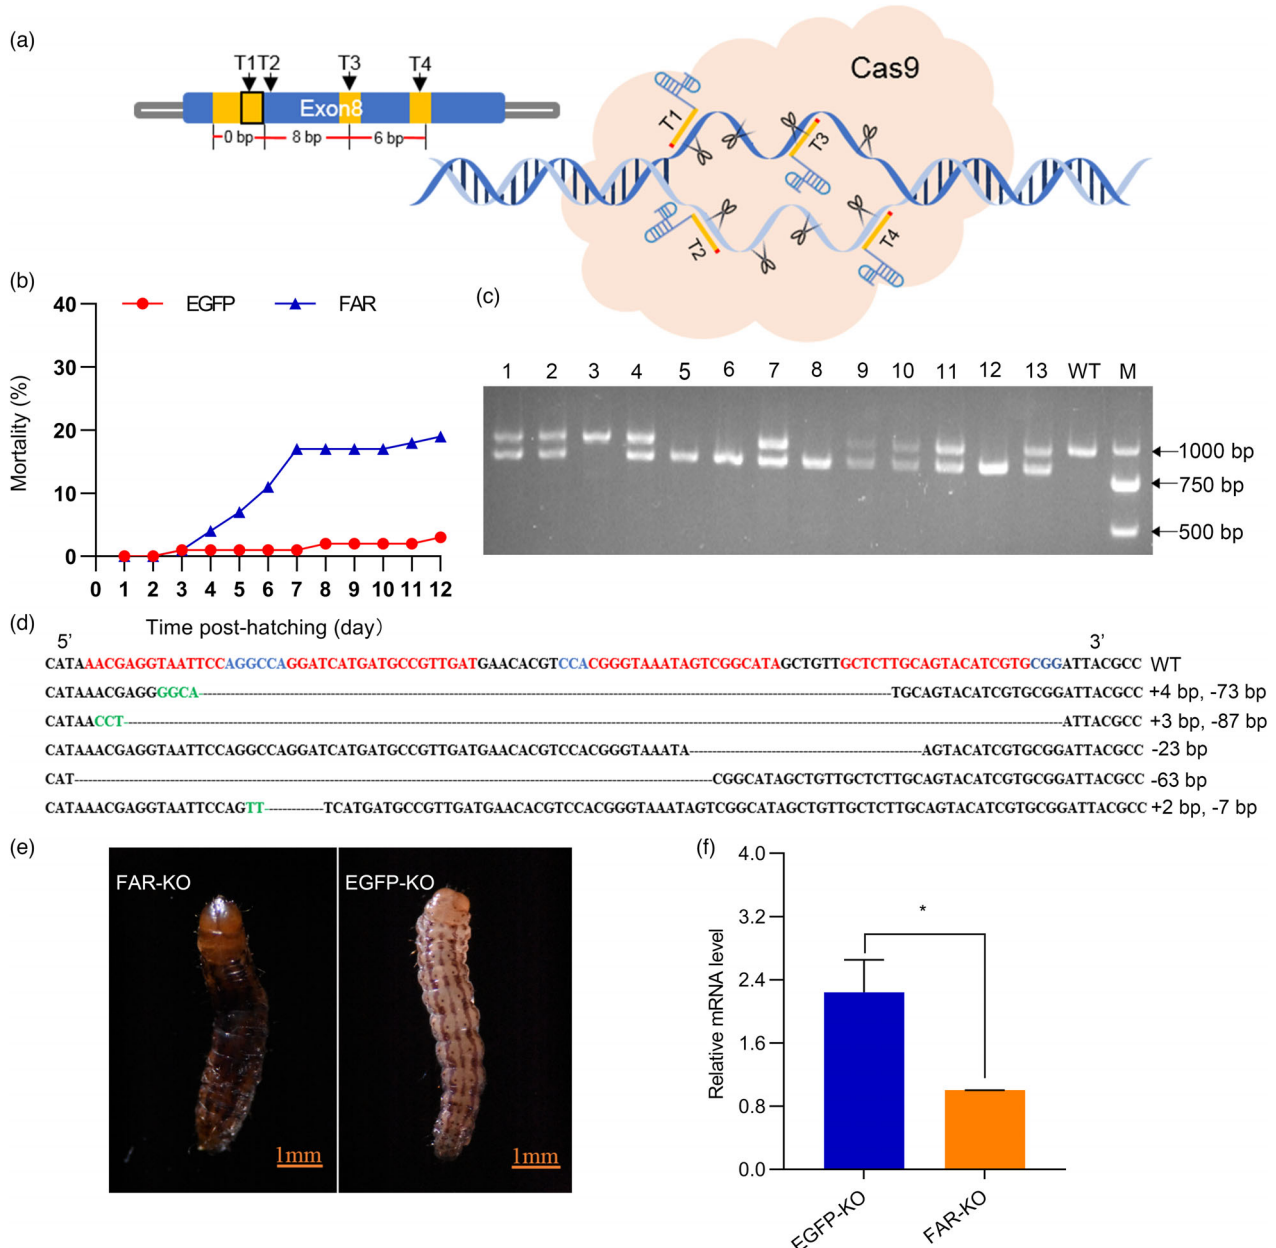 (a)
T1 T2 T3 T4
Exon8
0 bp 8 bp 6 bp
Cas9
T1
T3
T2
T4
(b)
EGFP FAR
Mortality (%)
40
30
20
10
0
0 1 2 3 4 5 6 7 8 9 10 11 12
Time post-hatching (day)
(c)
1 2 3 4 5 6 7 8 9 10 11 12 13 WT M
1000 bp
750 bp
500 bp
(d)
5’ 3’
CATAAACGAGGTAATTCCAGGCCAGGATCATGATGCCGTTGATGAACACGTCCACGGGTAAATAGTCGGCATAGCTGTTGCTCTTGCAGTACATCGTGCGGATTACGCC WT
CATAAACGAGGGGCA TGCAGTACATCGTGCGGATTACGCC +4 bp, -73 bp
CATAACCT ATTACGCC +3 bp, -87 bp
CATAAACGAGGTAATTCCAGGCCAGGATCATGATGCCGTTGATGAACACGTCCACGGGTAAATA AGTACATCGTGCGGATTACGCC -23 bp
CAT CGGCATAGCTGTTGCTCTTGCAGTACATCGTGCGGATTACGCC -63 bp
CATAAACGAGGTAATTCCAGTT TCATGATGCCGTTGATGAACACGTCCACGGGTAAATAGTCGGCATAGCTGTTGCTCTTGCAGTACATCGTGCGGATTACGCC +2 bp, -7 bp
(e)
FAR-KO
1mm
EGFP-KO
1mm
(f)
Relative mRNA level
4.0
3.2
2.4
1.6
0.8
0.0
*
EGFP-KO
FAR-KO